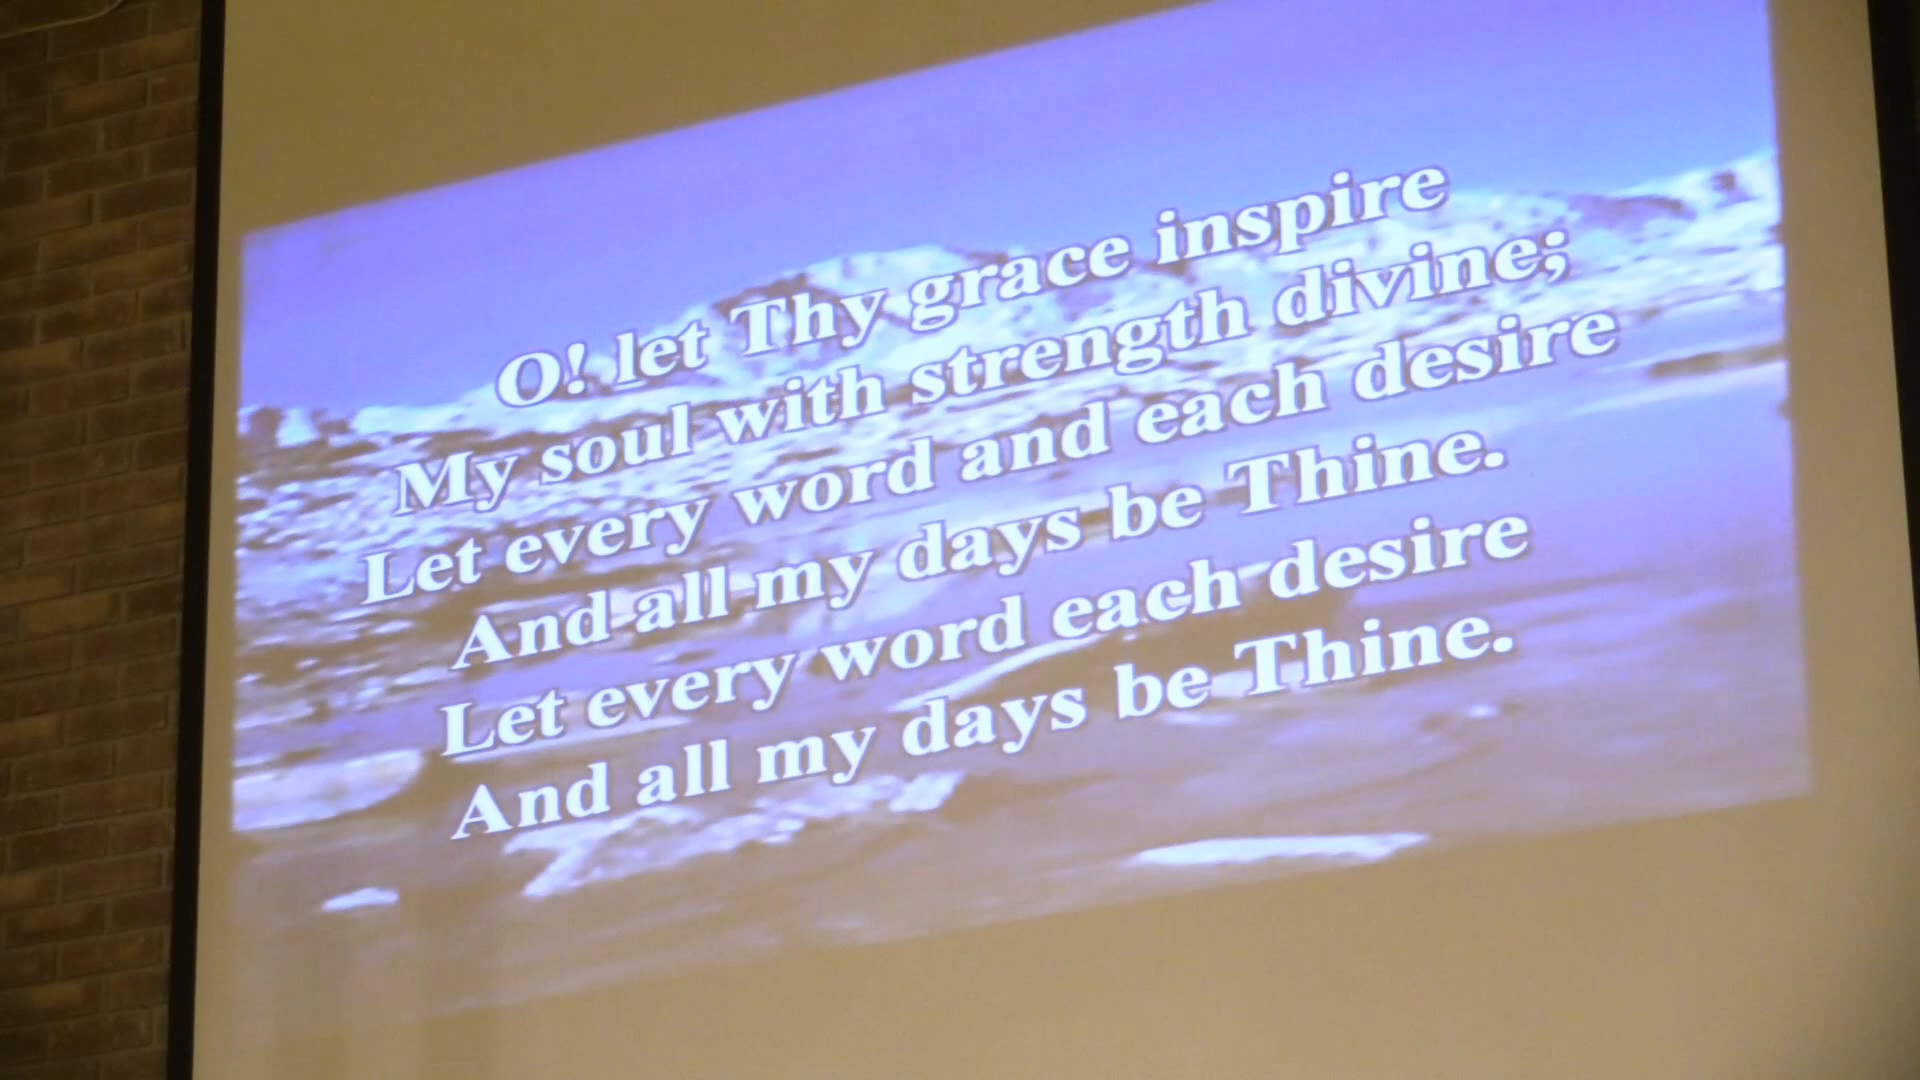 O! let Thy grace inspire
My soul with strength divine;
Let every word and each desire
And all my days be Thine.
Let every word each desire
And all my days be Thine.